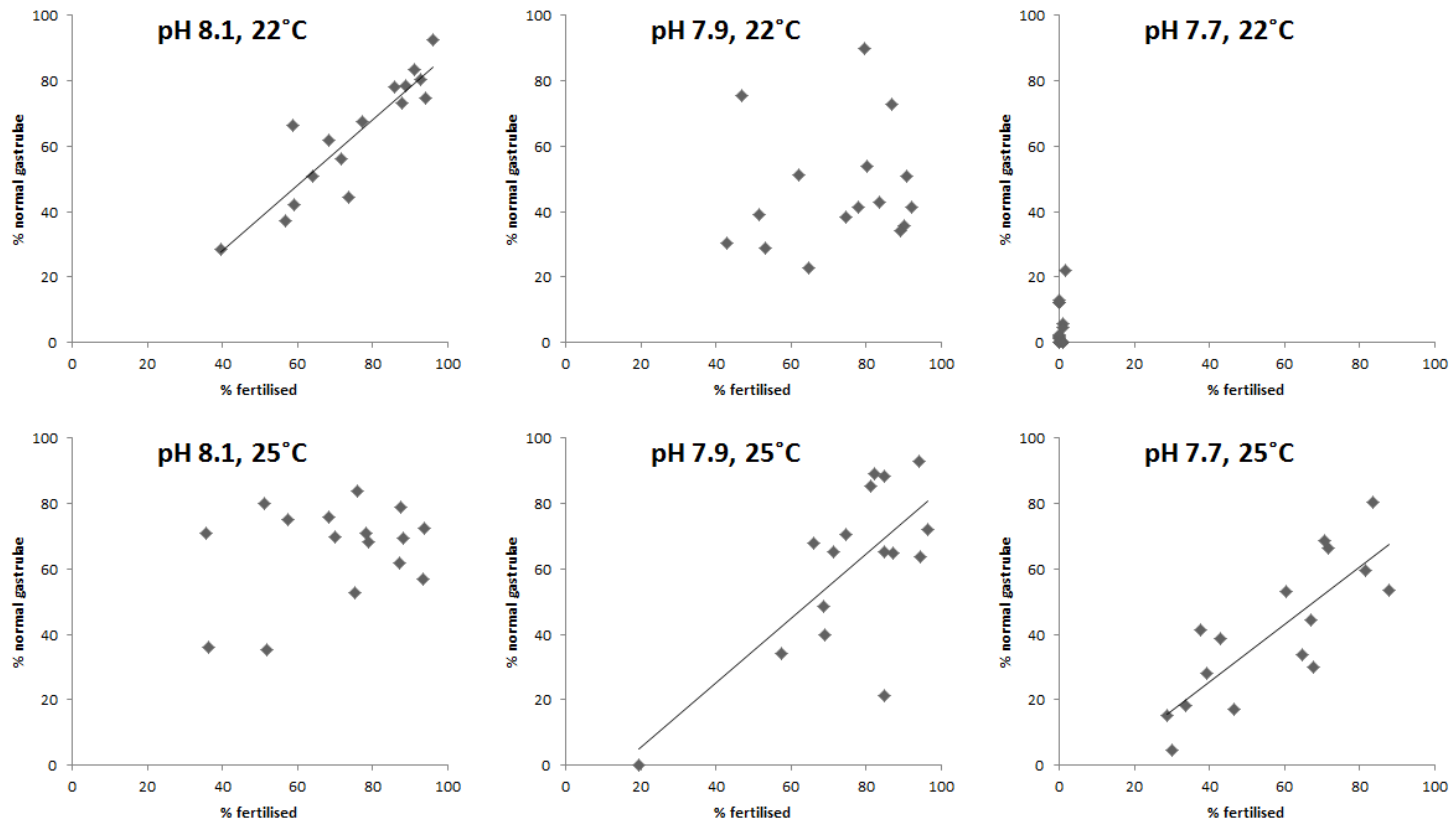 pH 8.1, 22˚C
% normal gastrulae
100
80
60
40
20
0
0 20 40 60 80 100
% fertilised
pH 7.9, 22˚C
% normal gastrulae
100
80
60
40
20
0
0 20 40 60 80 100
% fertilised
pH 7.7, 22˚C
% normal gastrulae
100
80
60
40
20
0
0 20 40 60 80 100
% fertilised
pH 8.1, 25˚C
% normal gastrulae
100
80
60
40
20
0
0 20 40 60 80 100
% fertilised
pH 7.9, 25˚C
% normal gastrulae
100
80
60
40
20
0
0 20 40 60 80 100
% fertilised
pH 7.7, 25˚C
% normal gastrulae
100
80
60
40
20
0
0 20 40 60 80 100
% fertilised